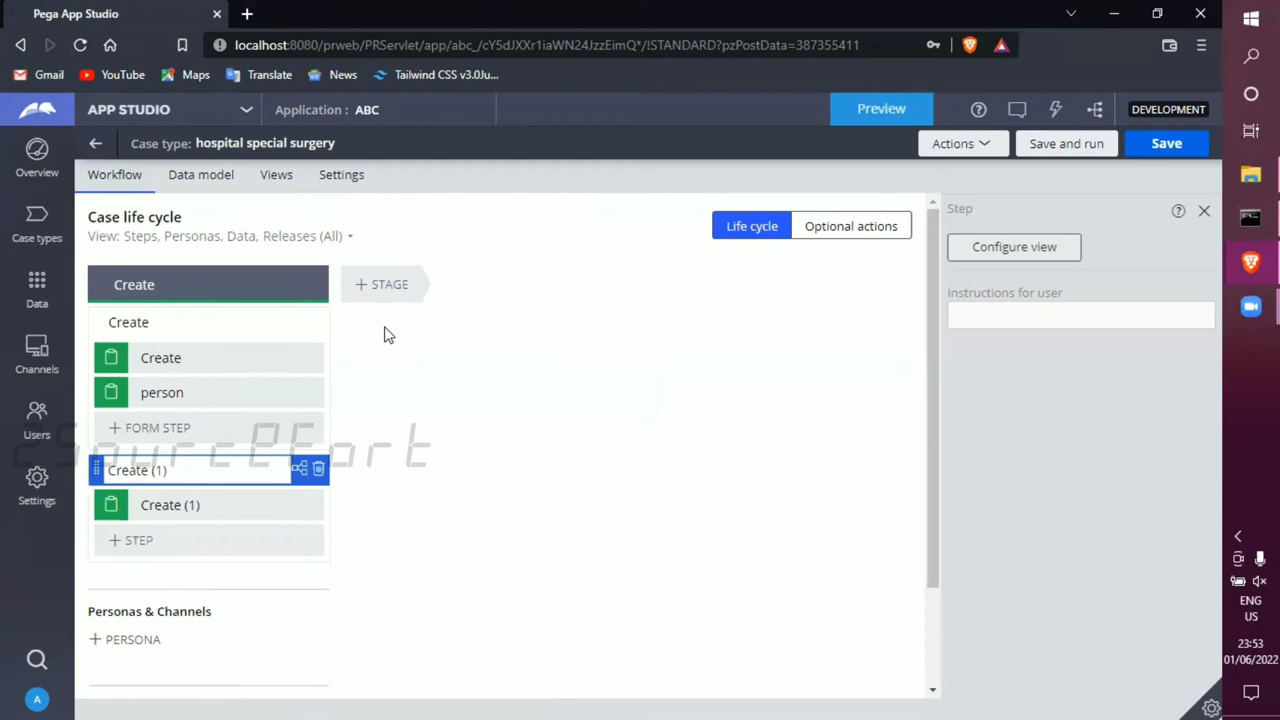 Pega App Studio
localhost:8080/prweb/PRServlet/app/abc_/cY5dJXXr1iaWN24JzzEimQ*/!STANDARD?pzPostData=387355411
Gmail YouTube Maps Translate News Tailwind CSS v3.0Ju...
APP STUDIO Application : ABC Preview DEVELOPMENT
Case type: hospital special surgery Actions Save and run Save
Overview
Case types
Data
Channels
Users
Settings
A
Workflow Data model Views Settings
Case life cycle
View: Steps, Personas, Data, Releases (All)
Life cycle Optional actions
Create
+ STAGE
Create
Create
person
+ FORM STEP
2Source@Efort
Create (1)
Create (1)
+ STEP
Personas & Channels
+ PERSONA
Step
Configure view
Instructions for user
ENG
US
23:53
01/06/2022